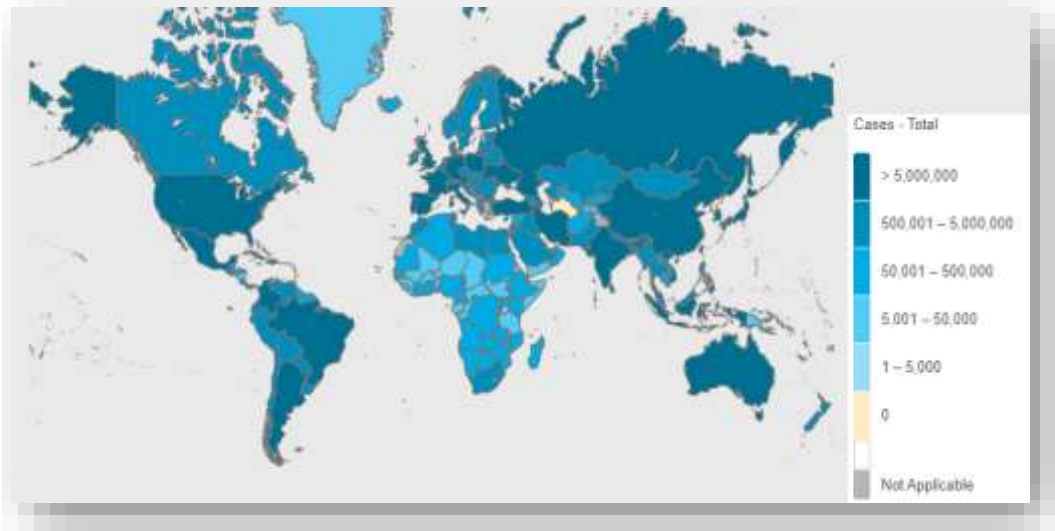 Cases - Total
> 5,000,000
500,001 – 5,000,000
50,001 – 500,000
5,001 – 50,000
1 – 5,000
0
Not Applicable